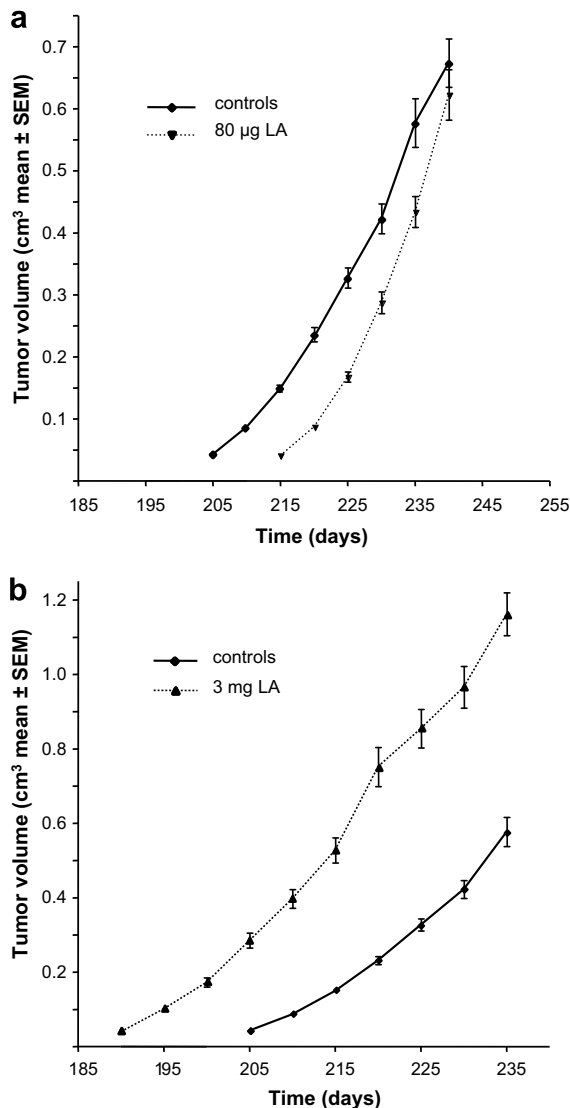 a
Tumor volume (cm³ mean ± SEM)
0.7
0.6
0.5
0.4
0.3
0.2
0.1
controls
80 µg LA
185 195 205 215 225 235 245 255
Time (days)
b
Tumor volume (cm³ mean ± SEM)
1.2
1.0
0.8
0.6
0.4
0.2
controls
3 mg LA
185 195 205 215 225 235
Time (days)